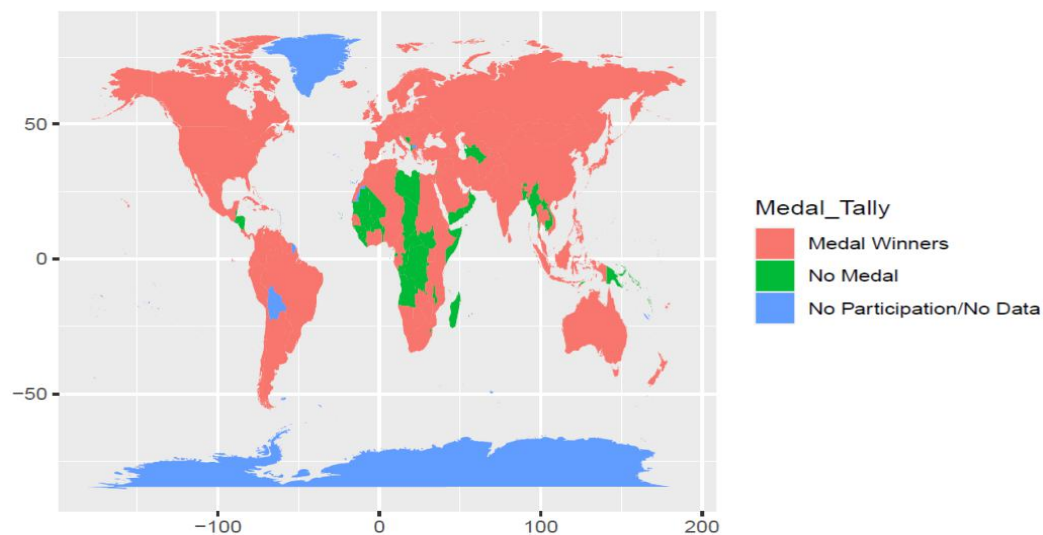 50
0
−50
−100
0
100
200
Medal_Tally
Medal Winners
No Medal
No Participation/No Data